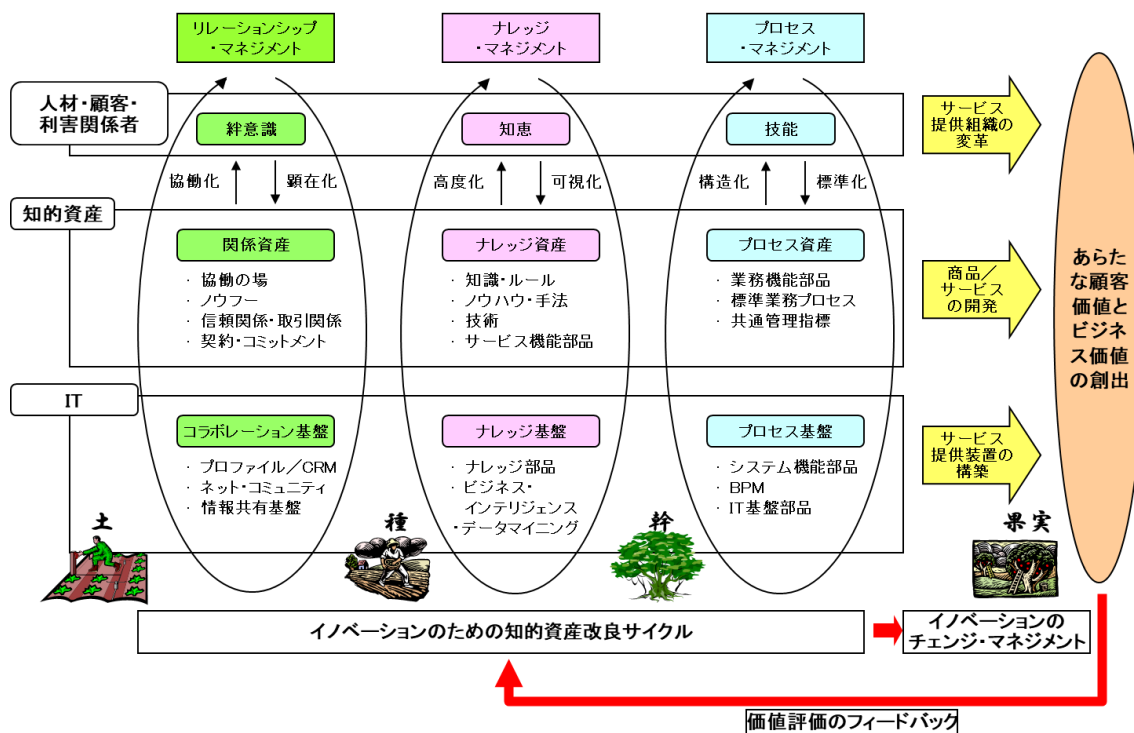 リレーションシップ
・マネジメント
ナレッジ
・マネジメント
プロセス
・マネジメント
人材・顧客・
利害関係者
絆意識
知恵
技能
サービス
提供組織の
変革
協働化
顕在化
高度化
可視化
構造化
標準化
知的資産
関係資産
・ 協働の場
・ ノウフー
・ 信頼関係・取引関係
・ 契約・コミットメント
ナレッジ資産
・ 知識・ルール
・ ノウハウ・手法
・ 技術
・ サービス機能部品
プロセス資産
・ 業務機能部品
・ 標準業務プロセス
・ 共通管理指標
商品／
サービス
の開発
あらた
な顧客
価値と
ビジネ
ス価値
の創出
IT
コラボレーション基盤
・ プロファイル／CRM
・ ネット・コミュニティ
・ 情報共有基盤
ナレッジ基盤
・ ナレッジ部品
・ ビジネス・
インテリジェンス
・データマイニング
プロセス基盤
・ システム機能部品
・ BPM
・ IT基盤部品
サービス
提供装置の
構築
土
種
幹
果実
イノベーションのための知的資産改良サイクル
イノベーションの
チェンジ・マネジメント
価値評価のフィードバック